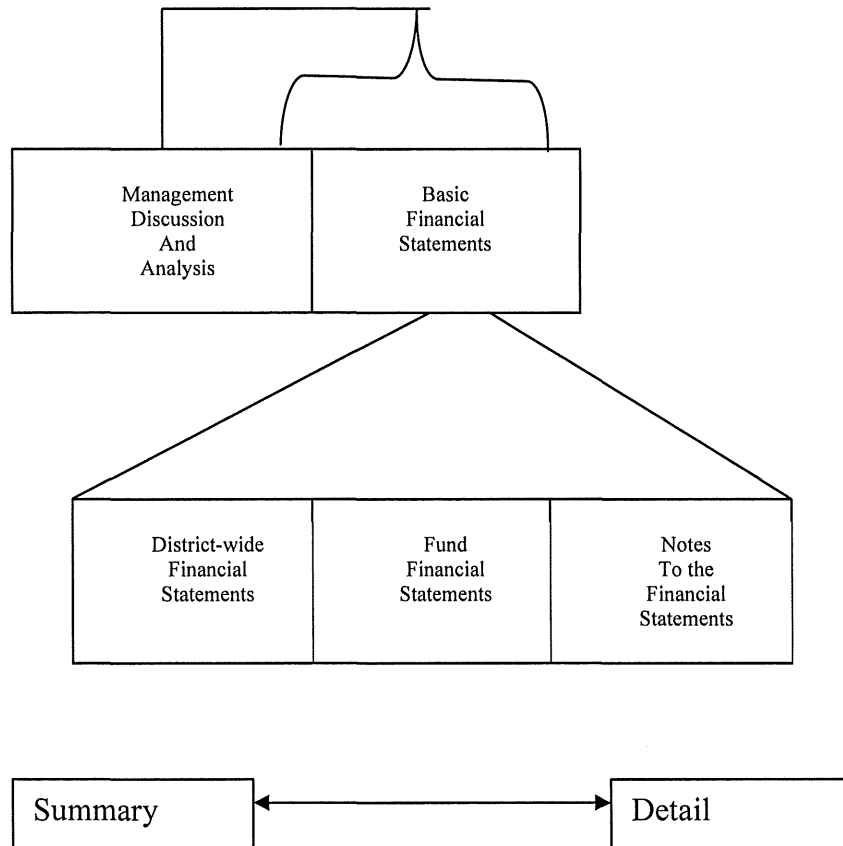 Management
Discussion
And
Analysis
Basic
Financial
Statements
District-wide
Financial
Statements
Fund
Financial
Statements
Notes
To the
Financial
Statements
Summary
Detail